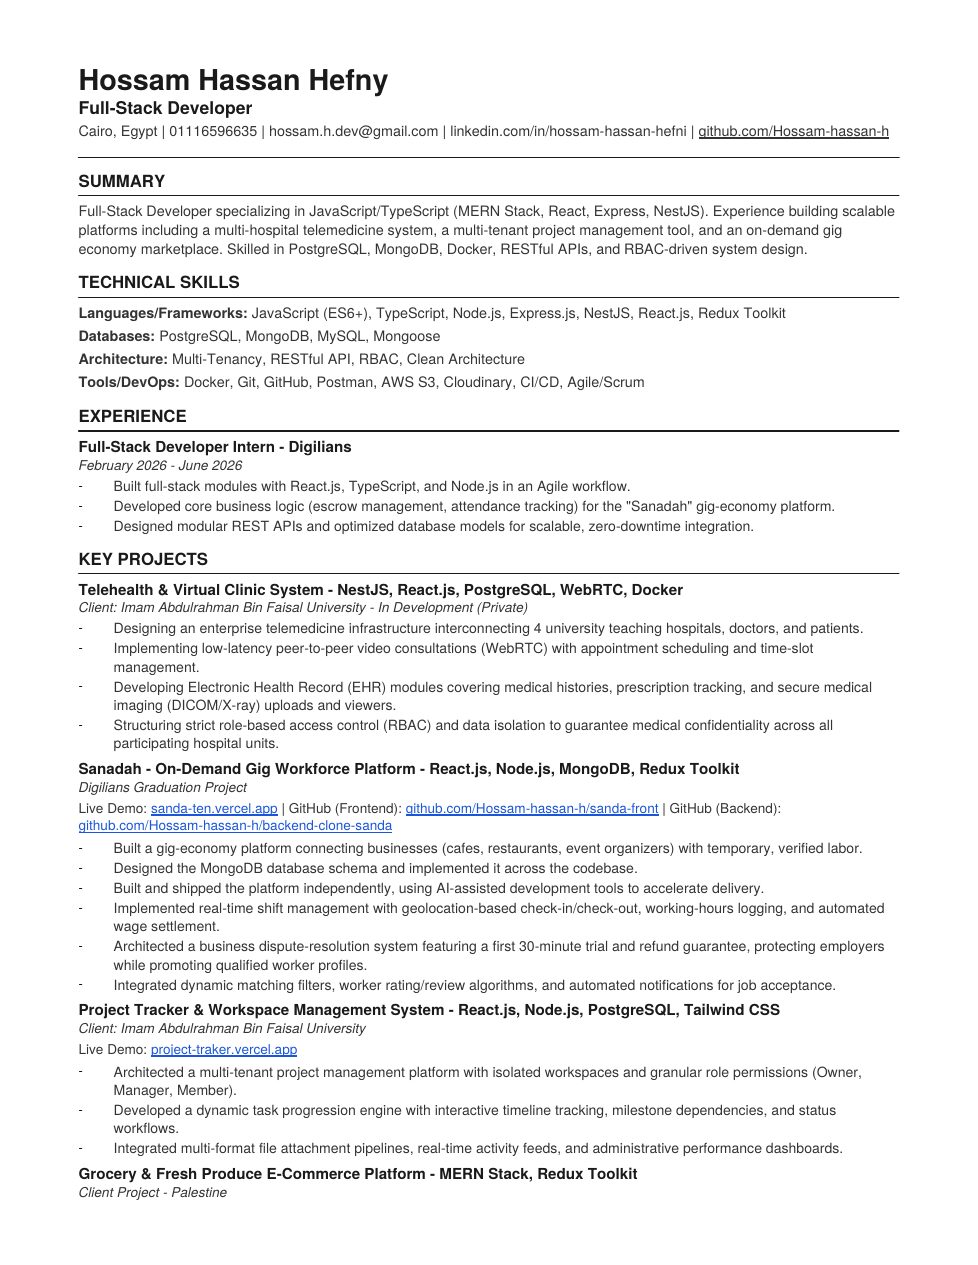 Hossam Hassan Hefny
Full-Stack Developer
Cairo, Egypt | 01116596635 | hossam.h.dev@gmail.com | linkedin.com/in/hossam-hassan-hefni | github.com/Hossam-hassan-h
SUMMARY
Full-Stack Developer specializing in JavaScript/TypeScript (MERN Stack, React, Express, NestJS). Experience building scalable
platforms including a multi-hospital telemedicine system, a multi-tenant project management tool, and an on-demand gig
economy marketplace. Skilled in PostgreSQL, MongoDB, Docker, RESTful APIs, and RBAC-driven system design.
TECHNICAL SKILLS
Languages/Frameworks: JavaScript (ES6+), TypeScript, Node.js, Express.js, NestJS, React.js, Redux Toolkit
Databases: PostgreSQL, MongoDB, MySQL, Mongoose
Architecture: Multi-Tenancy, RESTful API, RBAC, Clean Architecture
Tools/DevOps: Docker, Git, GitHub, Postman, AWS S3, Cloudinary, CI/CD, Agile/Scrum
EXPERIENCE
Full-Stack Developer Intern - Digilians
February 2026 - June 2026
- Built full-stack modules with React.js, TypeScript, and Node.js in an Agile workflow.
- Developed core business logic (escrow management, attendance tracking) for the "Sanadah" gig-economy platform.
- Designed modular REST APIs and optimized database models for scalable, zero-downtime integration.
KEY PROJECTS
Telehealth & Virtual Clinic System - NestJS, React.js, PostgreSQL, WebRTC, Docker
Client: Imam Abdulrahman Bin Faisal University - In Development (Private)
- Designing an enterprise telemedicine infrastructure interconnecting 4 university teaching hospitals, doctors, and patients.
- Implementing low-latency peer-to-peer video consultations (WebRTC) with appointment scheduling and time-slot
management.
- Developing Electronic Health Record (EHR) modules covering medical histories, prescription tracking, and secure medical
imaging (DICOM/X-ray) uploads and viewers.
- Structuring strict role-based access control (RBAC) and data isolation to guarantee medical confidentiality across all
participating hospital units.
Sanadah - On-Demand Gig Workforce Platform - React.js, Node.js, MongoDB, Redux Toolkit
Digilians Graduation Project
Live Demo: sanda-ten.vercel.app | GitHub (Frontend): github.com/Hossam-hassan-h/sanda-front | GitHub (Backend):
github.com/Hossam-hassan-h/backend-clone-sanda
- Built a gig-economy platform connecting businesses (cafes, restaurants, event organizers) with temporary, verified labor.
- Designed the MongoDB database schema and implemented it across the codebase.
- Built and shipped the platform independently, using AI-assisted development tools to accelerate delivery.
- Implemented real-time shift management with geolocation-based check-in/check-out, working-hours logging, and automated
wage settlement.
- Architected a business dispute-resolution system featuring a first 30-minute trial and refund guarantee, protecting employers
while promoting qualified worker profiles.
- Integrated dynamic matching filters, worker rating/review algorithms, and automated notifications for job acceptance.
Project Tracker & Workspace Management System - React.js, Node.js, PostgreSQL, Tailwind CSS
Client: Imam Abdulrahman Bin Faisal University
Live Demo: project-traker.vercel.app
- Architected a multi-tenant project management platform with isolated workspaces and granular role permissions (Owner,
Manager, Member).
- Developed a dynamic task progression engine with interactive timeline tracking, milestone dependencies, and status
workflows.
- Integrated multi-format file attachment pipelines, real-time activity feeds, and administrative performance dashboards.
Grocery & Fresh Produce E-Commerce Platform - MERN Stack, Redux Toolkit
Client Project - Palestine